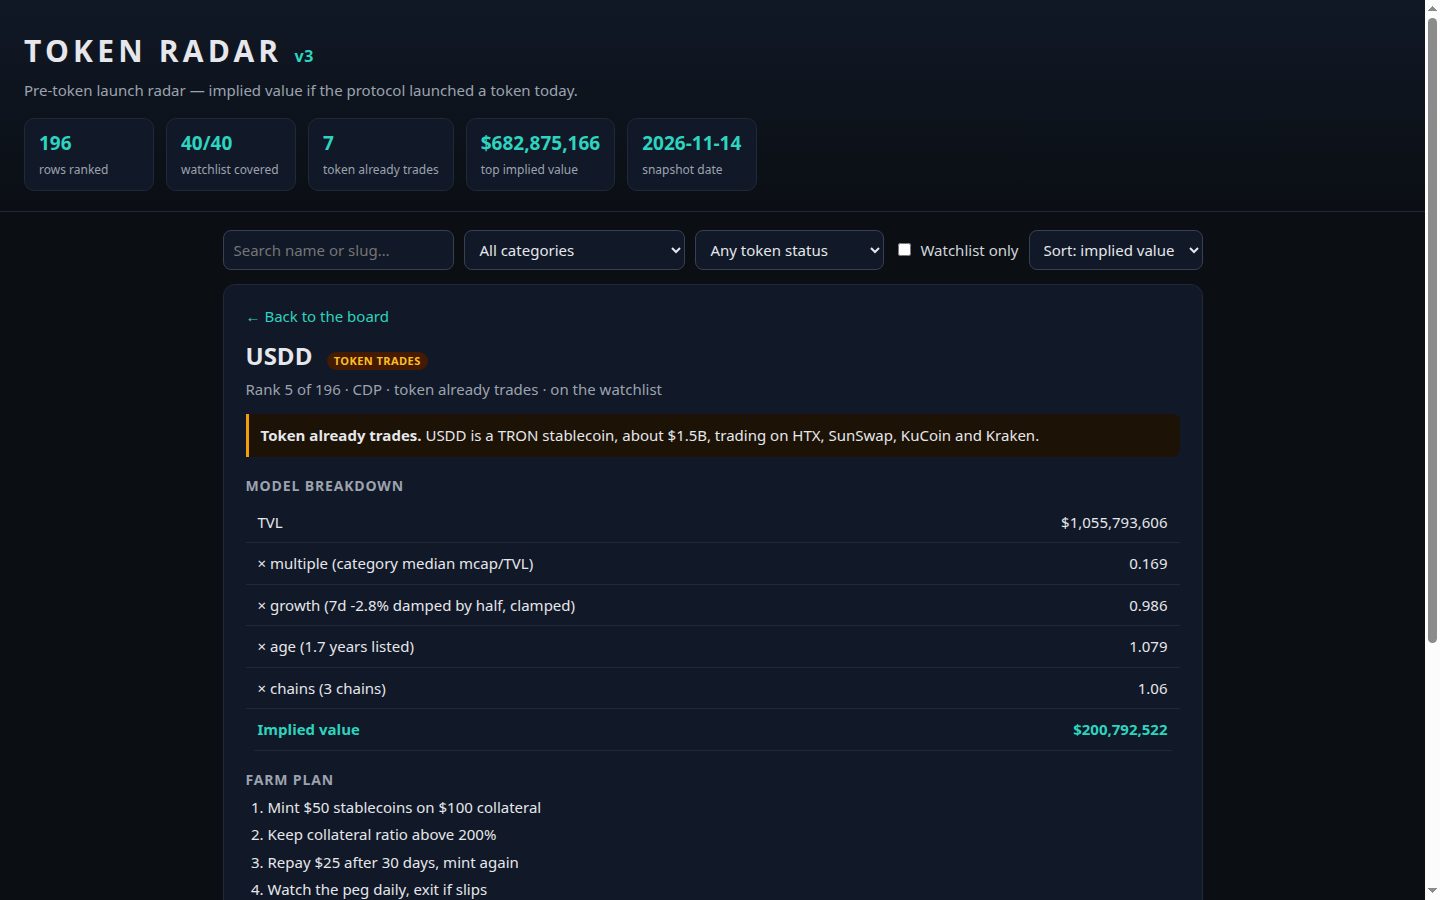 TOKEN RADAR v3
Pre-token launch radar — implied value if the protocol launched a token today.
196
rows ranked
40/40
watchlist covered
7
token already trades
$682,875,166
top implied value
2026-11-14
snapshot date
Search name or slug...
All categories
Any token status
Watchlist only
Sort: implied value
← Back to the board
USDD TOKEN TRADES
Rank 5 of 196 · CDP · token already trades · on the watchlist
Token already trades. USDD is a TRON stablecoin, about $1.5B, trading on HTX, SunSwap, KuCoin and Kraken.
MODEL BREAKDOWN
TVL $1,055,793,606
× multiple (category median mcap/TVL) 0.169
× growth (7d -2.8% damped by half, clamped) 0.986
× age (1.7 years listed) 1.079
× chains (3 chains) 1.06
Implied value $200,792,522
FARM PLAN
1. Mint $50 stablecoins on $100 collateral
2. Keep collateral ratio above 200%
3. Repay $25 after 30 days, mint again
4. Watch the peg daily, exit if slips